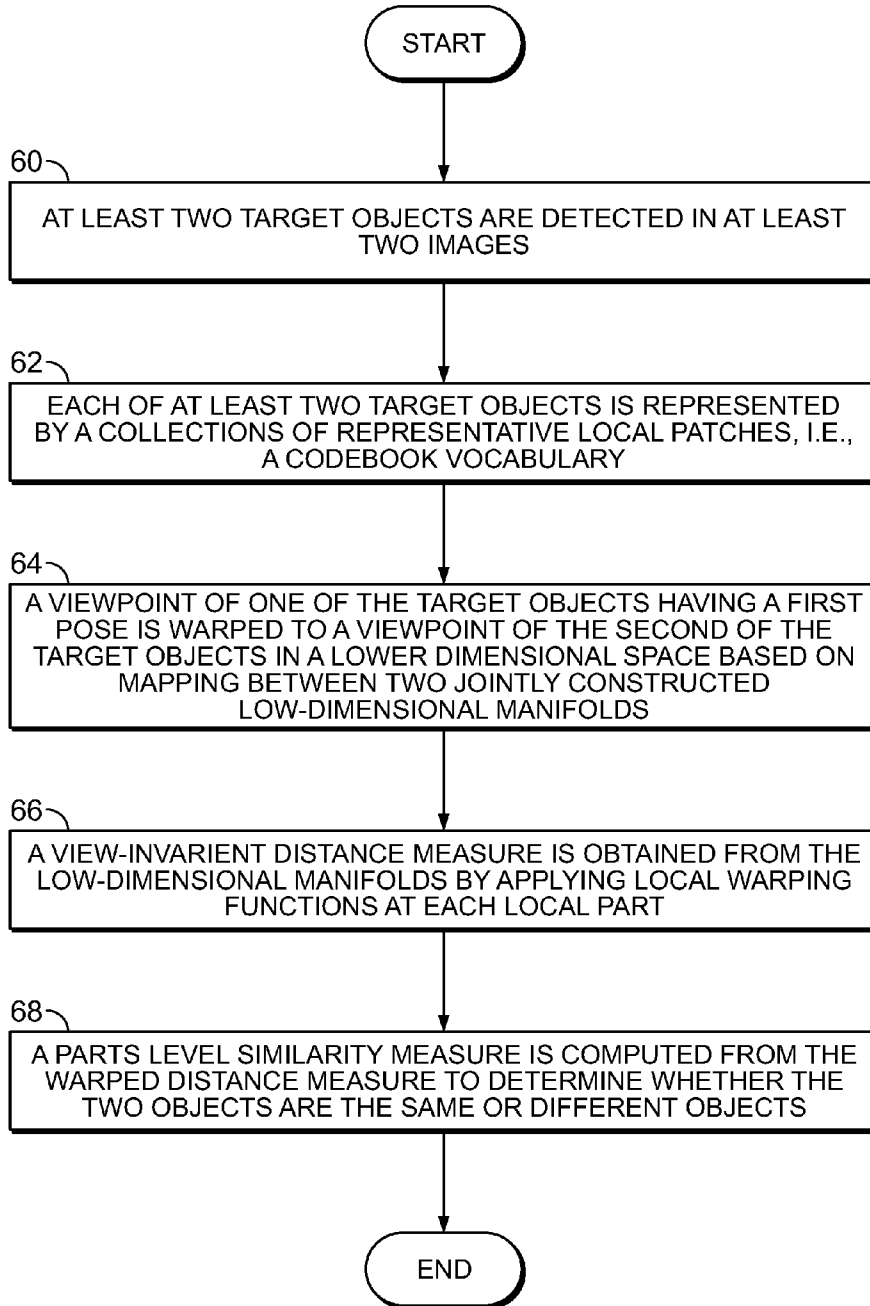 START
60
AT LEAST TWO TARGET OBJECTS ARE DETECTED IN AT LEAST
TWO IMAGES
62
EACH OF AT LEAST TWO TARGET OBJECTS IS REPRESENTED
BY A COLLECTIONS OF REPRESENTATIVE LOCAL PATCHES, I.E.,
A CODEBOOK VOCABULARY
64
A VIEWPOINT OF ONE OF THE TARGET OBJECTS HAVING A FIRST
POSE IS WARPED TO A VIEWPOINT OF THE SECOND OF THE
TARGET OBJECTS IN A LOWER DIMENSIONAL SPACE BASED ON
MAPPING BETWEEN TWO JOINTLY CONSTRUCTED
LOW-DIMENSIONAL MANIFOLDS
66
A VIEW-INVARIENT DISTANCE MEASURE IS OBTAINED FROM THE
LOW-DIMENSIONAL MANIFOLDS BY APPLYING LOCAL WARPING
FUNCTIONS AT EACH LOCAL PART
68
A PARTS LEVEL SIMILARITY MEASURE IS COMPUTED FROM THE
WARPED DISTANCE MEASURE TO DETERMINE WHETHER THE
TWO OBJECTS ARE THE SAME OR DIFFERENT OBJECTS
END